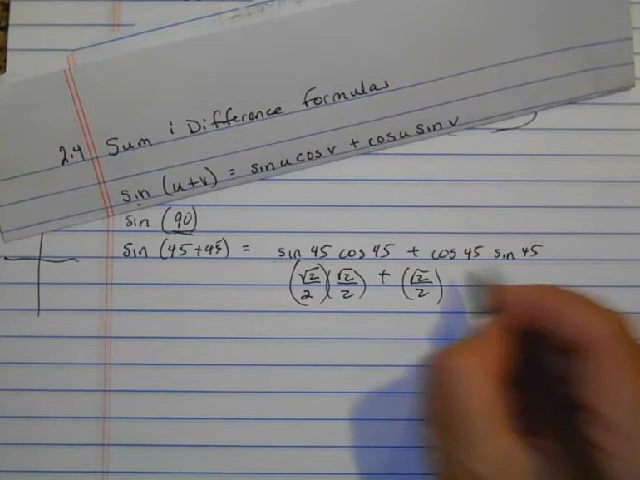 2.4 Sum & Difference Formulas
sin (u+v) = sin u cos v + cos u sin v
sin (90)
sin (45+45) = sin 45 cos 45 + cos 45 sin 45
(√2/2)(√2/2) + (√2/2)